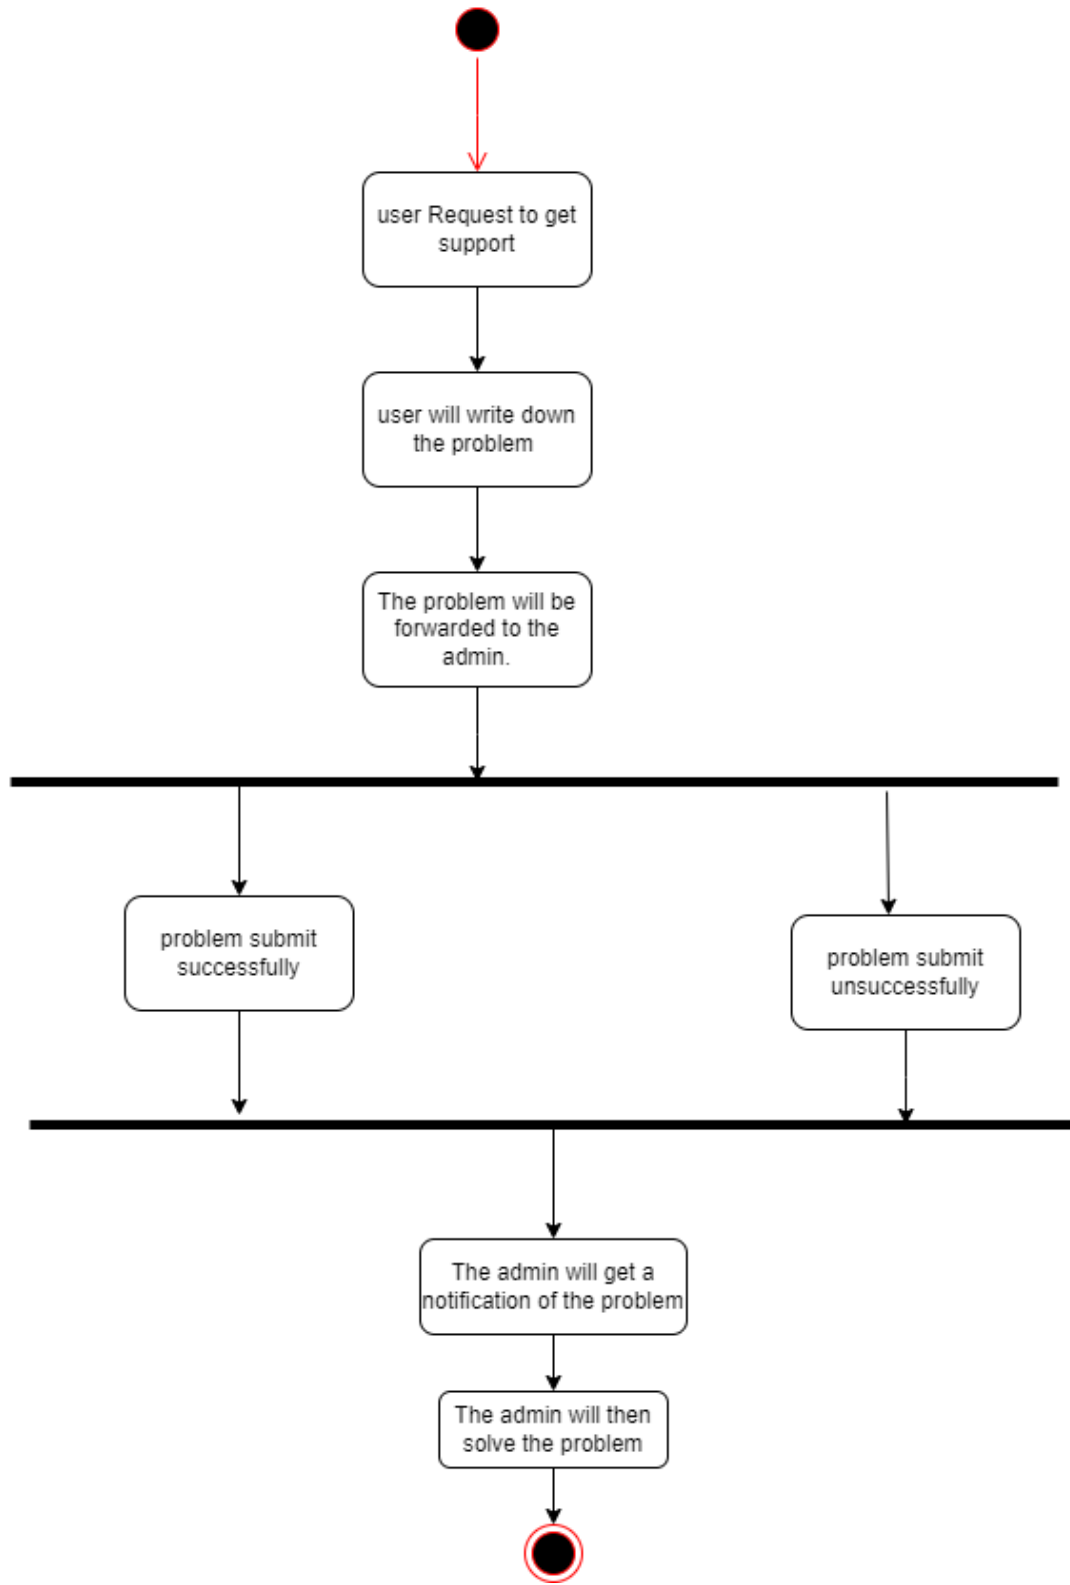 user Request to get
support
user will write down
the problem
The problem will be
forwarded to the
admin.
problem submit
successfully
problem submit
unsuccessfully
The admin will get a
notification of the problem
The admin will then
solve the problem